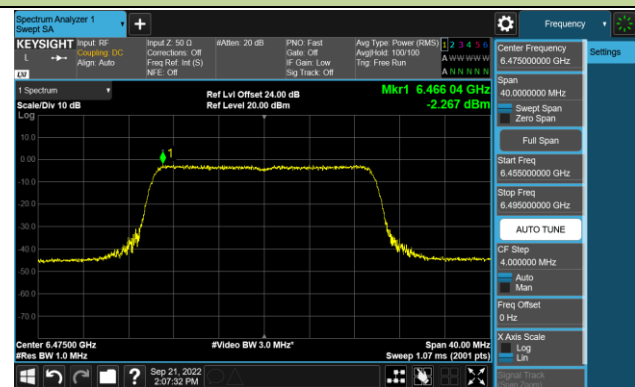 Spectrum Analyzer 1
Swept SA
Frequency
KEYSIGHT
Input: RF
Coupling: DC
Align: Auto
Input Z: 50 Ω
Corrections: Off
Freq Ref: Int (S)
NFE: Off
#Atten: 20 dB
PNO: Fast
Gate: Off
IF Gain: Low
Sig Track: Off
Avg Type: Power (RMS)
Avg|Hold: 100/100
Trig: Free Run
1 2 3 4 5 6
A W W W W W
A N N N N N
L
LXI
1 Spectrum
Scale/Div 10 dB
Log
Ref Lvl Offset 24.00 dB
Ref Level 20.00 dBm
Mkr1 6.466 04 GHz
-2.267 dBm
1
10.0
0.00
-10.0
-20.0
-30.0
-40.0
-50.0
-60.0
-70.0
Center 6.47500 GHz
#Res BW 1.0 MHz
#Video BW 3.0 MHz*
Span 40.00 MHz
Sweep 1.07 ms (2001 pts)
Sep 21, 2022
2:07:32 PM
Settings
Center Frequency
6.475000000 GHz
Span
40.0000000 MHz
Swept Span
Zero Span
Full Span
Start Freq
6.455000000 GHz
Stop Freq
6.495000000 GHz
AUTO TUNE
CF Step
4.000000 MHz
Auto
Man
Freq Offset
0 Hz
X Axis Scale
Log
Lin
Signal Track
(Span Zoom)